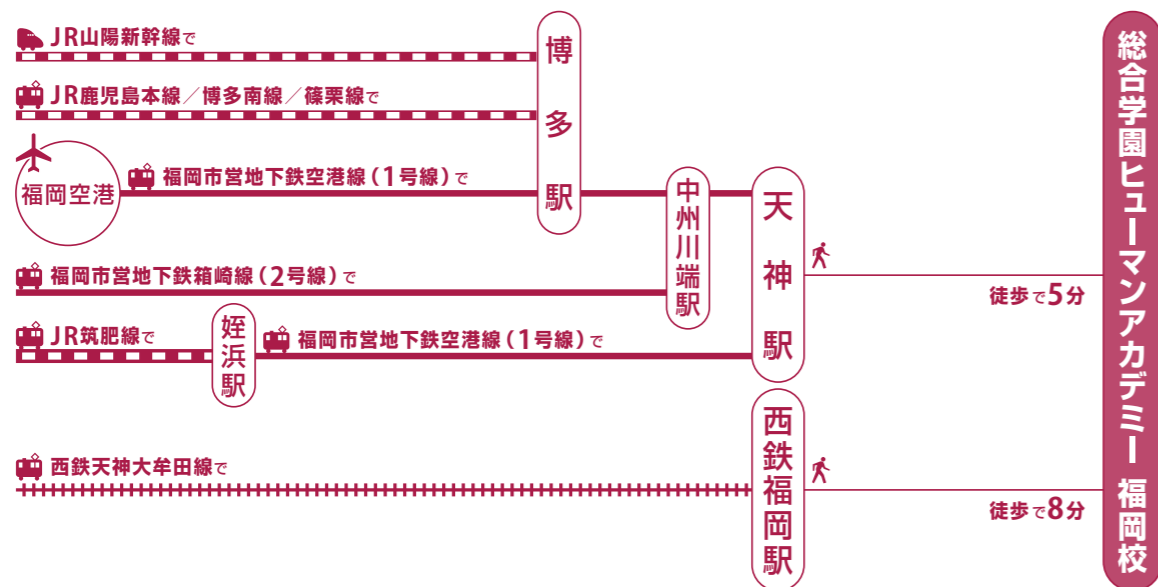 JR山陽新幹線で
JR鹿児島本線／博多南線／篠栗線で
福岡空港
福岡市営地下鉄空港線（1号線）で
博多駅
中州川端駅
天神駅
福岡市営地下鉄箱崎線（2号線）で
JR筑肥線で
姪浜駅
福岡市営地下鉄空港線（1号線）で
徒歩で5分
西鉄天神大牟田線で
西鉄福岡駅
徒歩で8分
総合学園ヒューマンアカデミー 福岡校